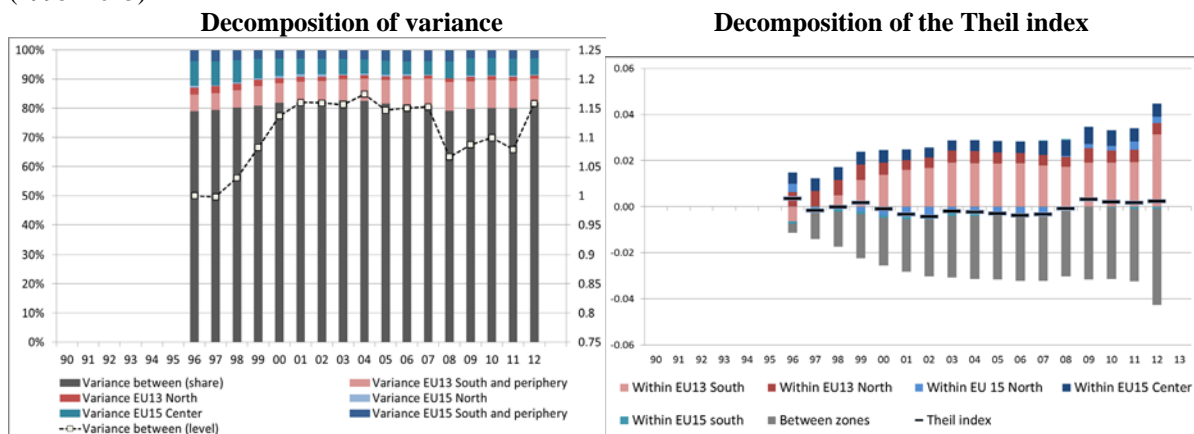 Decomposition of variance
Decomposition of the Theil index
100%
90%
80%
70%
60%
50%
40%
30%
20%
10%
0%
1.25
1.2
1.15
1.1
1.05
1
0.95
0.9
0.85
0.8
0.75
90 91 92 93 94 95 96 97 98 99 00 01 02 03 04 05 06 07 08 09 10 11 12
Variance between (share)
Variance EU13 South and periphery
Variance EU13 North
Variance EU15 North
Variance EU15 Center
Variance EU15 South and periphery
Variance between (level)
0.06
0.04
0.02
0.00
-0.02
-0.04
-0.06
90 91 92 93 94 95 96 97 98 99 00 01 02 03 04 05 06 07 08 09 10 11 12 13
Within EU13 South
Within EU13 North
Within EU 15 North
Within EU15 Center
Within EU15 south
Between zones
Theil index